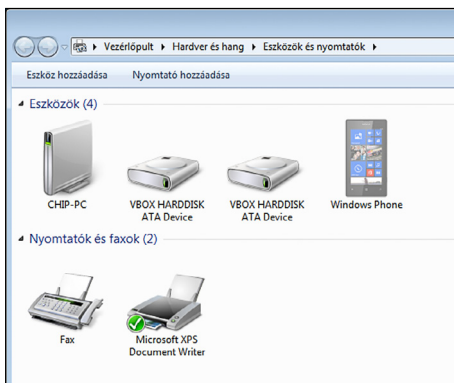 Vezérlőpult ▸ Hardver és hang ▸ Eszközök és nyomtatók ▸
Eszköz hozzáadása Nyomtató hozzáadása
Eszközök (4)
CHIP-PC
VBOX HARDDISK
ATA Device
VBOX HARDDISK
ATA Device
Windows Phone
Nyomtatók és faxok (2)
Fax
Microsoft XPS
Document Writer